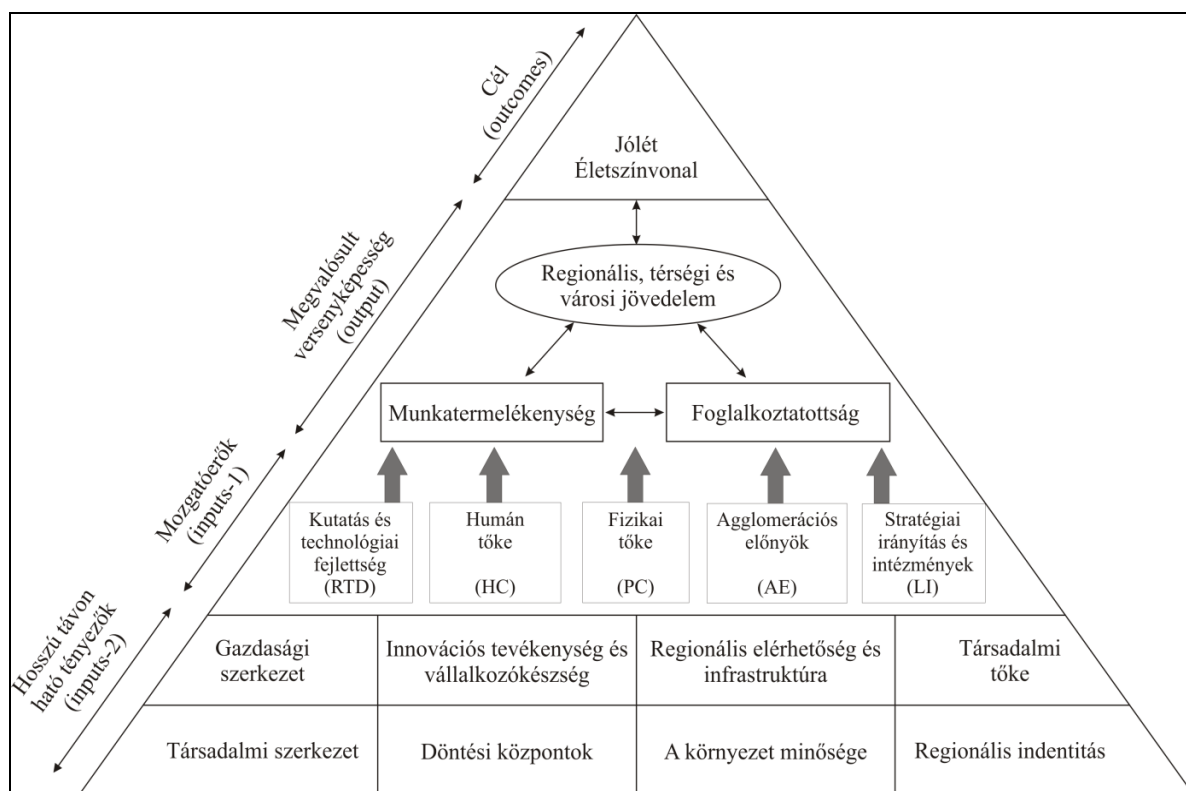 Cél
(outcomes)
Jólét
Életszínvonal
Megvalósult
versenyképesség
(output)
Regionális, térségi és
városi jövedelem
Munkatermelékenység
Foglalkoztatottság
Mozgatóerők
(inputs-1)
Kutatás és
technológiai
fejlettség
(RTD)
Humán
tőke
(HC)
Fizikai
tőke
(PC)
Agglomerációs
előnyök
(AE)
Stratégiai
irányítás és
intézmények
(LI)
Hosszú távon
ható tényezők
(inputs-2)
Gazdasági
szerkezet
Innovációs tevékenység és
vállalkozókészség
Regionális elérhetőség és
infrastruktúra
Társadalmi
tőke
Társadalmi szerkezet
Döntési központok
A környezet minősége
Regionális indentitás